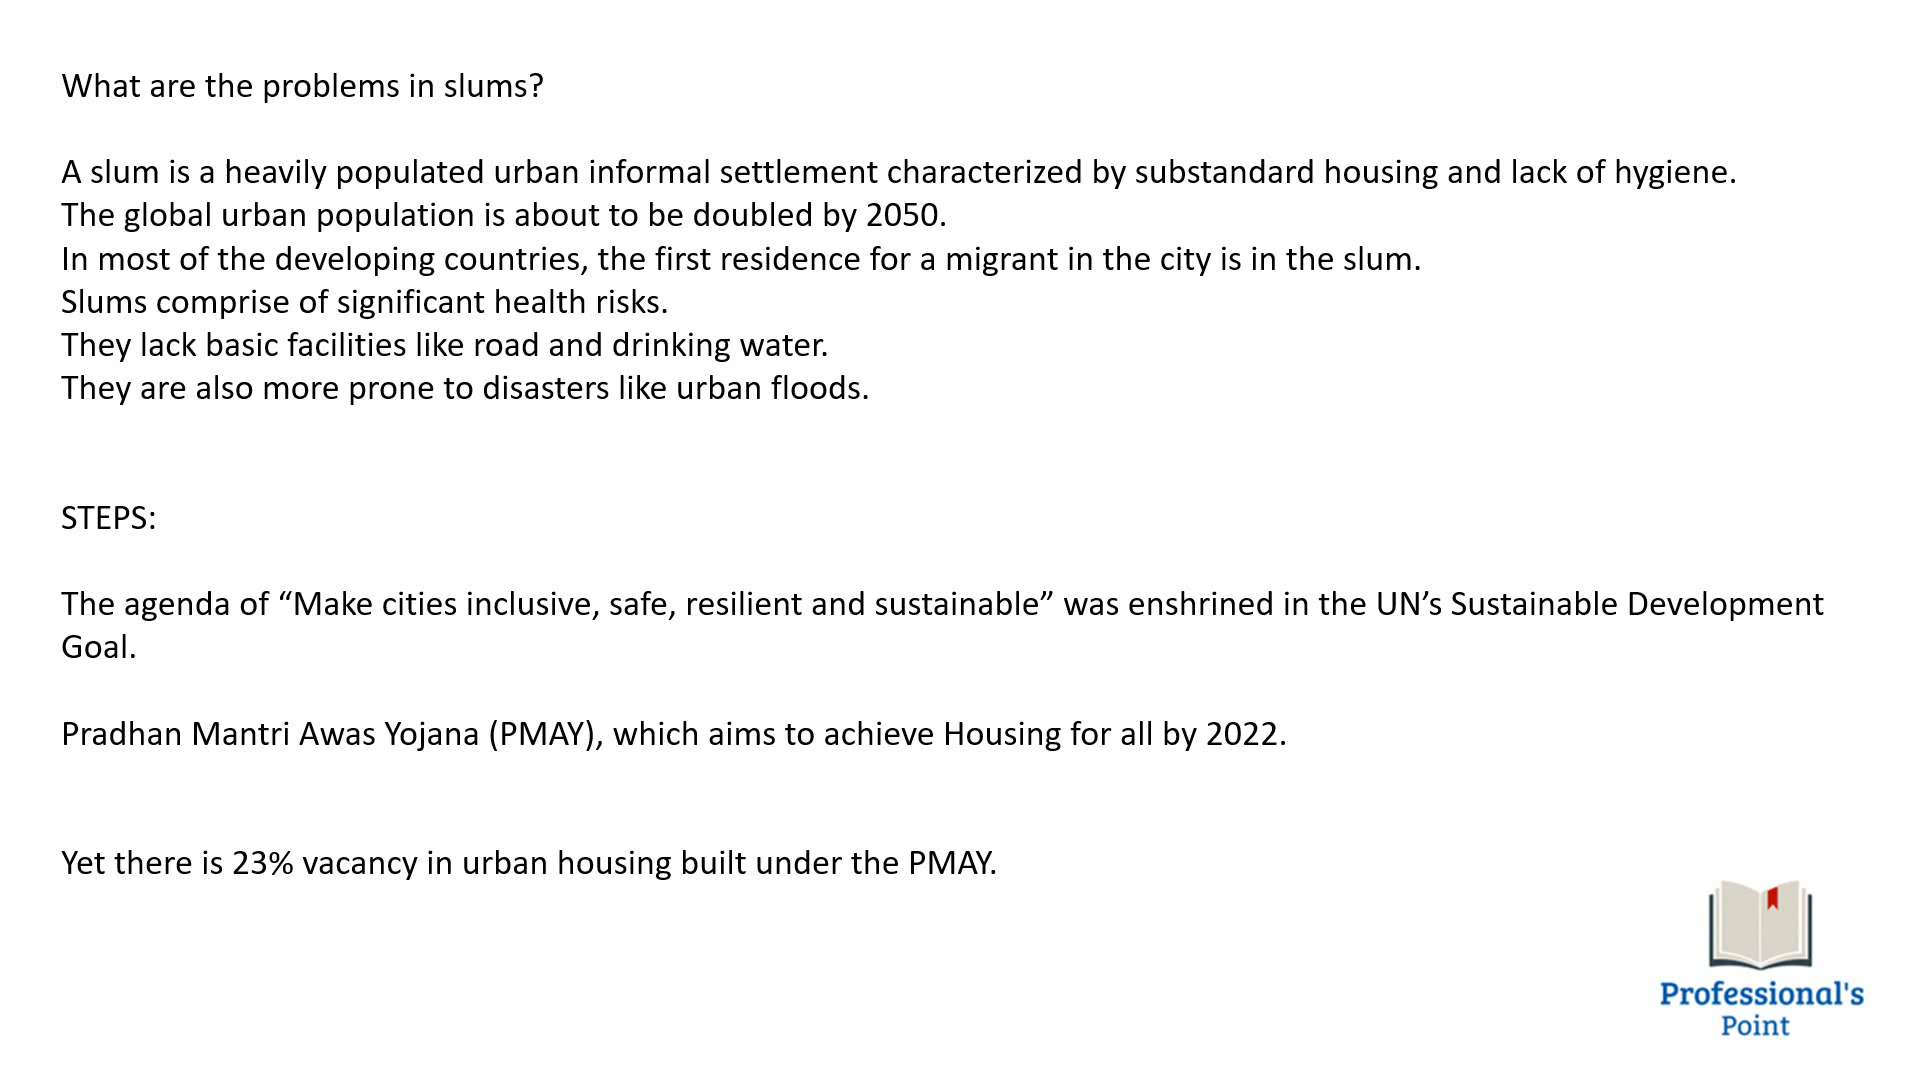 What are the problems in slums?
A slum is a heavily populated urban informal settlement characterized by substandard housing and lack of hygiene.
The global urban population is about to be doubled by 2050.
In most of the developing countries, the first residence for a migrant in the city is in the slum.
Slums comprise of significant health risks.
They lack basic facilities like road and drinking water.
They are also more prone to disasters like urban floods.
STEPS:
The agenda of “Make cities inclusive, safe, resilient and sustainable” was enshrined in the UN’s Sustainable Development
Goal.
Pradhan Mantri Awas Yojana (PMAY), which aims to achieve Housing for all by 2022.
Yet there is 23% vacancy in urban housing built under the PMAY.
Professional's
Point